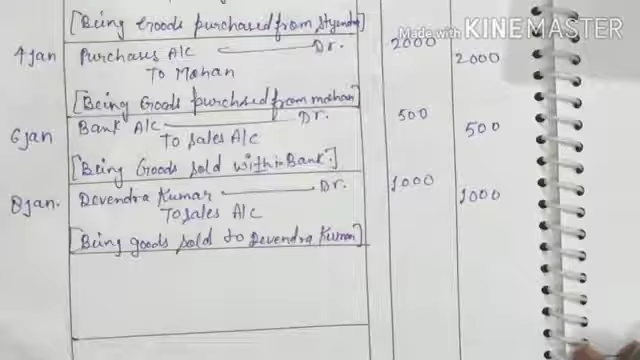 [Being Goods purchased from
Made with KINEMASTER
4 Jan Purchases A/C Dr. 2000
To Mohan 2000
[Being Goods purchased from mohan]
6 jan Bank A/C Dr. 500
To Sales A/C 500
[Being Goods sold within Bank.]
8 jan. Devendra Kumar Dr. 1000
To Sales A/C 1000
[Being goods sold to Devendra Kumar]